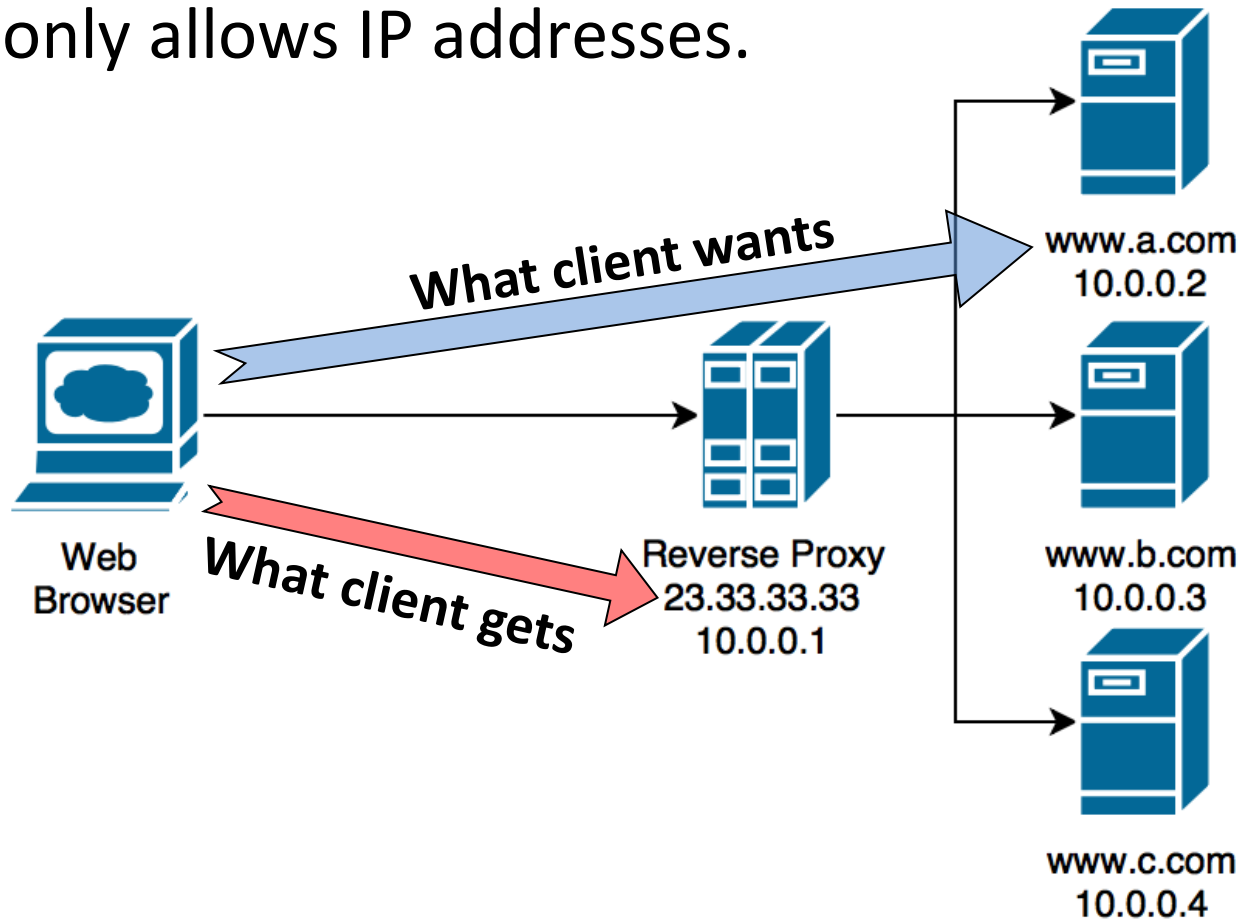 only allows IP addresses.
What client wants
www.a.com
10.0.0.2
Web
Browser
What client gets
Reverse Proxy
23.33.33.33
10.0.0.1
www.b.com
10.0.0.3
www.c.com
10.0.0.4